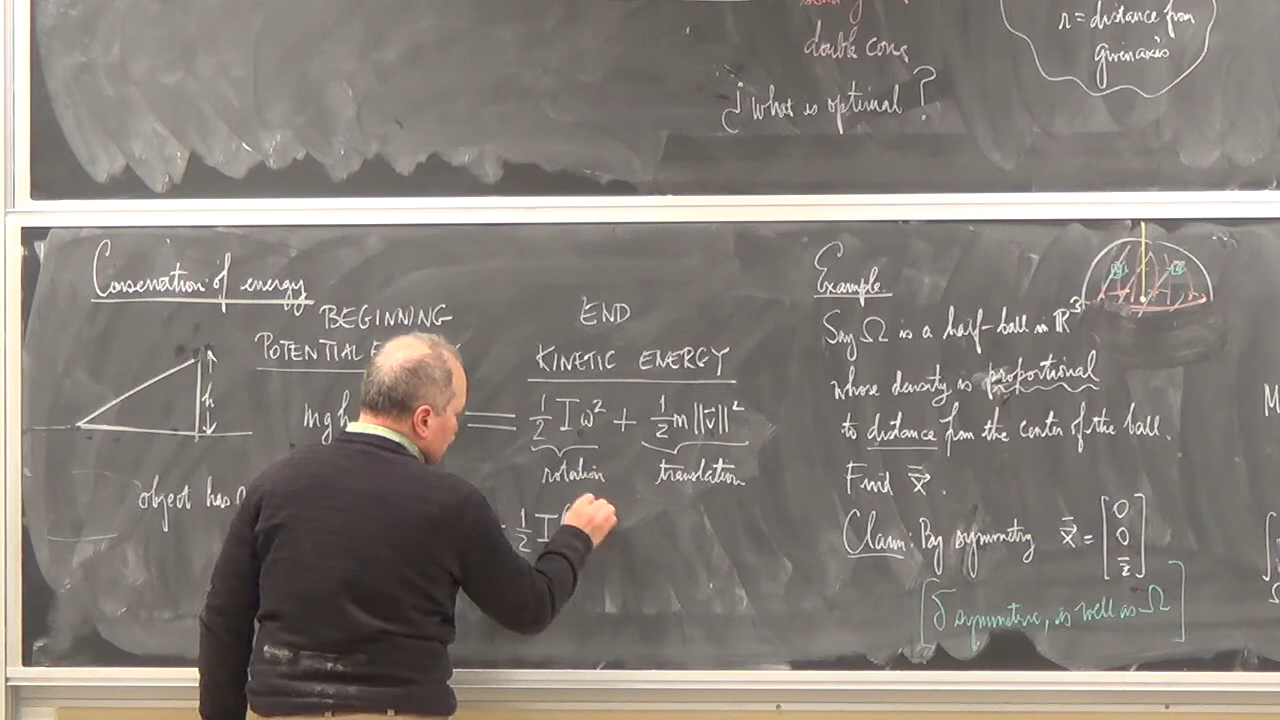 double cone
¿What is optimal?
r = distance from
given axis
Conservation of energy
BEGINNING
POTENTIAL E
h
mgh
object has
END
KINETIC ENERGY
= 1/2 I ω² + 1/2 m ||v⃗||²
rotation translation
1/2 I
Example
Say Ω is a half-ball in ℝ³
whose density is proportional
to distance from the center of the ball.
Find x̄⃗.
Claim: By symmetry x̄⃗ = [0 0 z̄]
[δ symmetric, as well as Ω]
M
∫
Ω